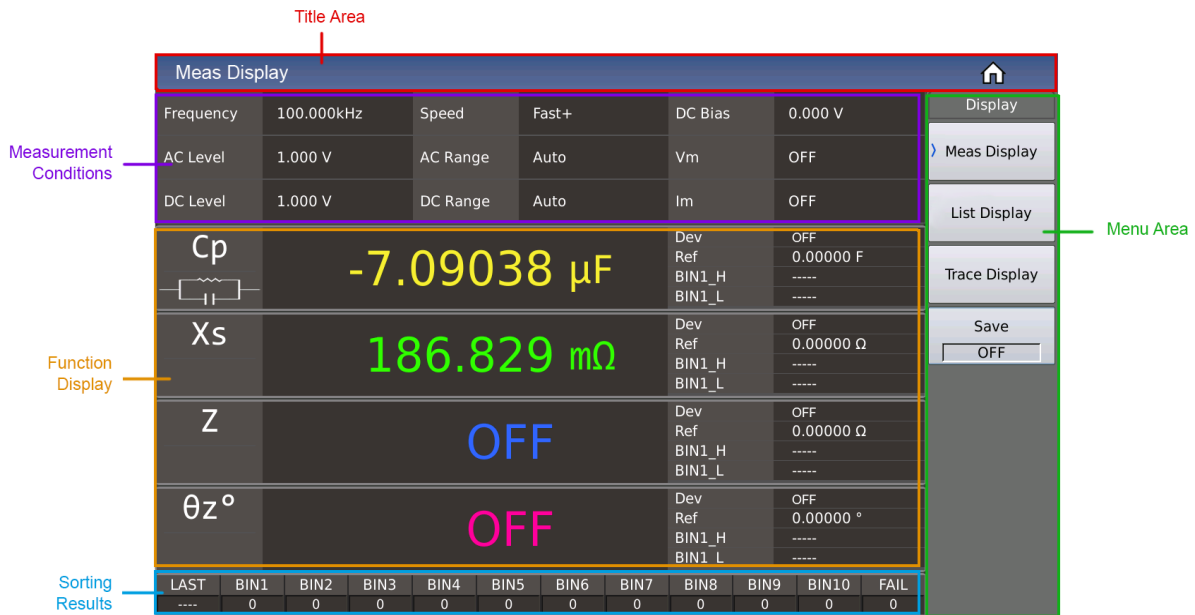 Title Area
Meas Display
Measurement
Conditions
Frequency 100.000kHz Speed Fast+ DC Bias 0.000 V
AC Level 1.000 V AC Range Auto Vm OFF
DC Level 1.000 V DC Range Auto Im OFF
Function
Display
Cp
-7.09038 µF
Dev OFF
Ref 0.00000 F
BIN1_H -----
BIN1_L -----
Xs
186.829 mΩ
Dev OFF
Ref 0.00000 Ω
BIN1_H -----
BIN1_L -----
Z
OFF
Dev OFF
Ref 0.00000 Ω
BIN1_H -----
BIN1_L -----
θz°
OFF
Dev OFF
Ref 0.00000 °
BIN1_H -----
BIN1_L -----
Sorting
Results
LAST BIN1 BIN2 BIN3 BIN4 BIN5 BIN6 BIN7 BIN8 BIN9 BIN10 FAIL
---- 0 0 0 0 0 0 0 0 0 0 0
Display
Meas Display
List Display
Trace Display
Save
OFF
Menu Area